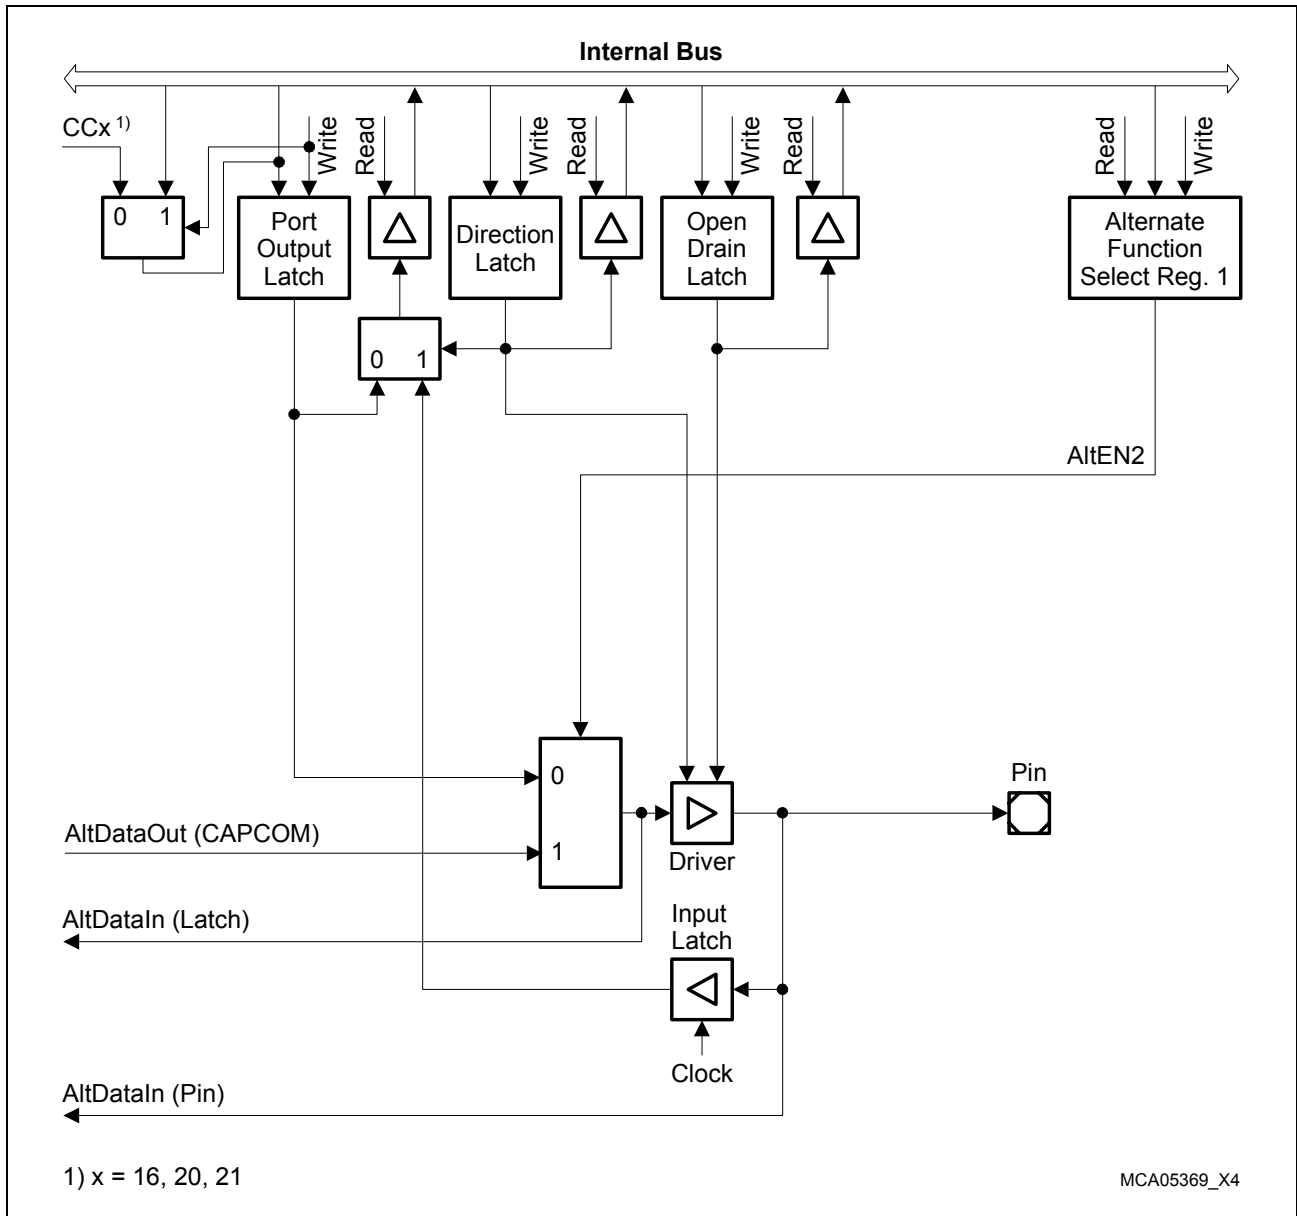 Internal Bus
CCx 1)
Write
Read
Write
Read
Write
Read
Read
Write
0 1
Port
Output
Latch
Direction
Latch
Open
Drain
Latch
Alternate
Function
Select Reg. 1
0 1
AltEN2
0
1
AltDataOut (CAPCOM)
Driver
Pin
AltDataIn (Latch)
Input
Latch
Clock
AltDataIn (Pin)
1) x = 16, 20, 21
MCA05369_X4